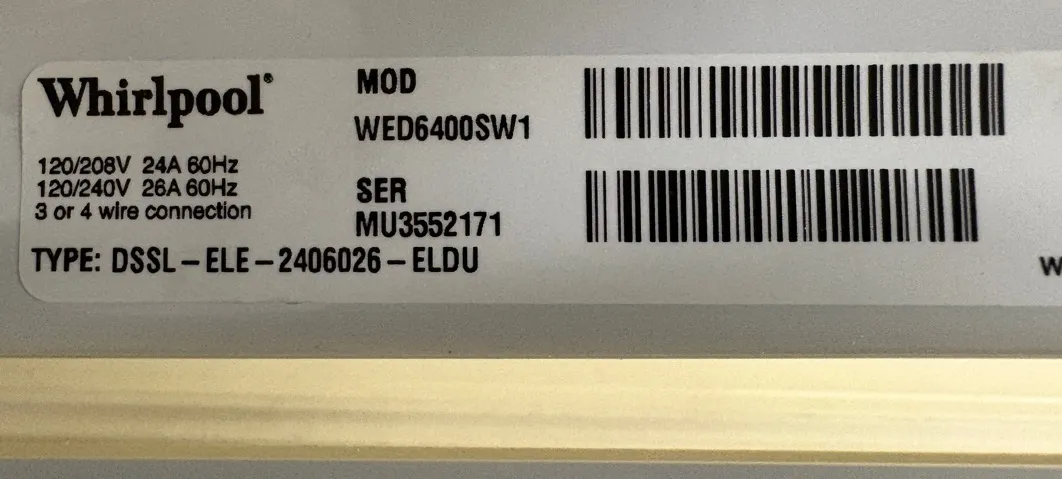 Whirlpool®
120/208V 24A 60Hz
120/240V 26A 60Hz
3 or 4 wire connection
MOD
WED6400SW1
SER
MU3552171
TYPE: DSSL-ELE-2406026-ELDU
W